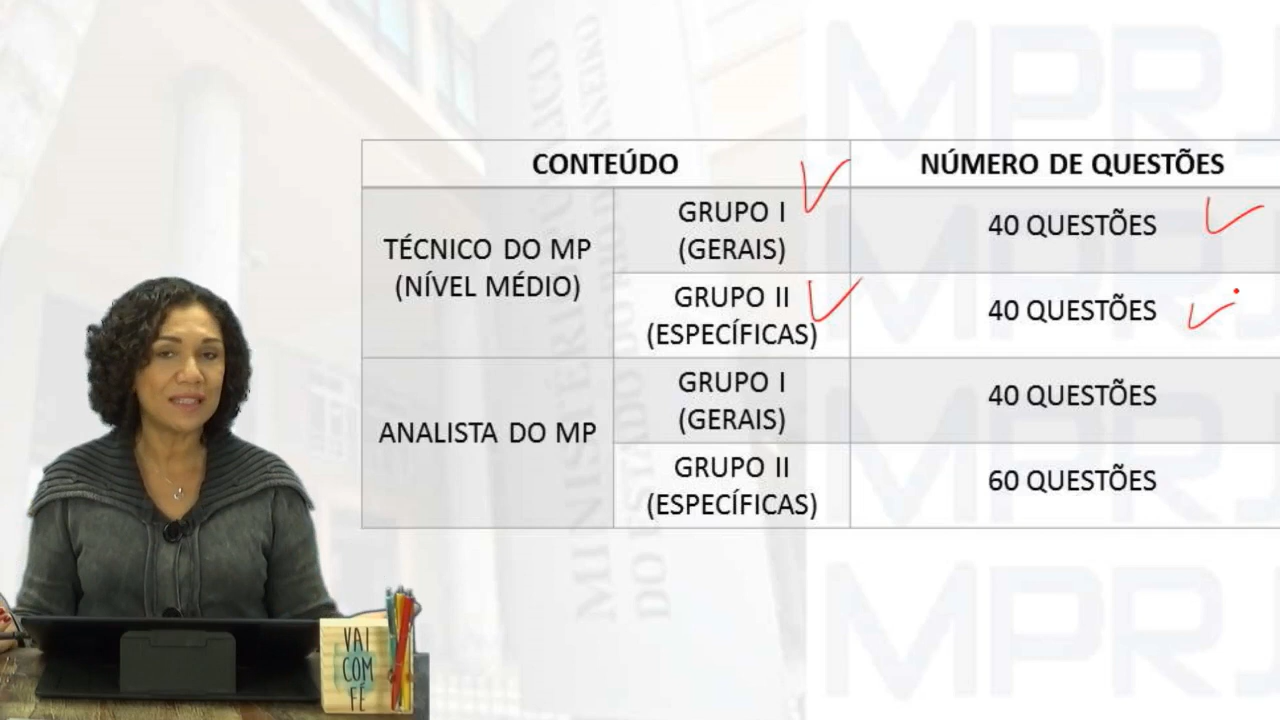 MPRJ
CONTEÚDO
NÚMERO DE QUESTÕES
TÉCNICO DO MP
(NÍVEL MÉDIO)
GRUPO I
(GERAIS)
40 QUESTÕES
GRUPO II
(ESPECÍFICAS)
40 QUESTÕES
ANALISTA DO MP
GRUPO I
(GERAIS)
40 QUESTÕES
GRUPO II
(ESPECÍFICAS)
60 QUESTÕES
MPRJ
VAI
COM
FÉ